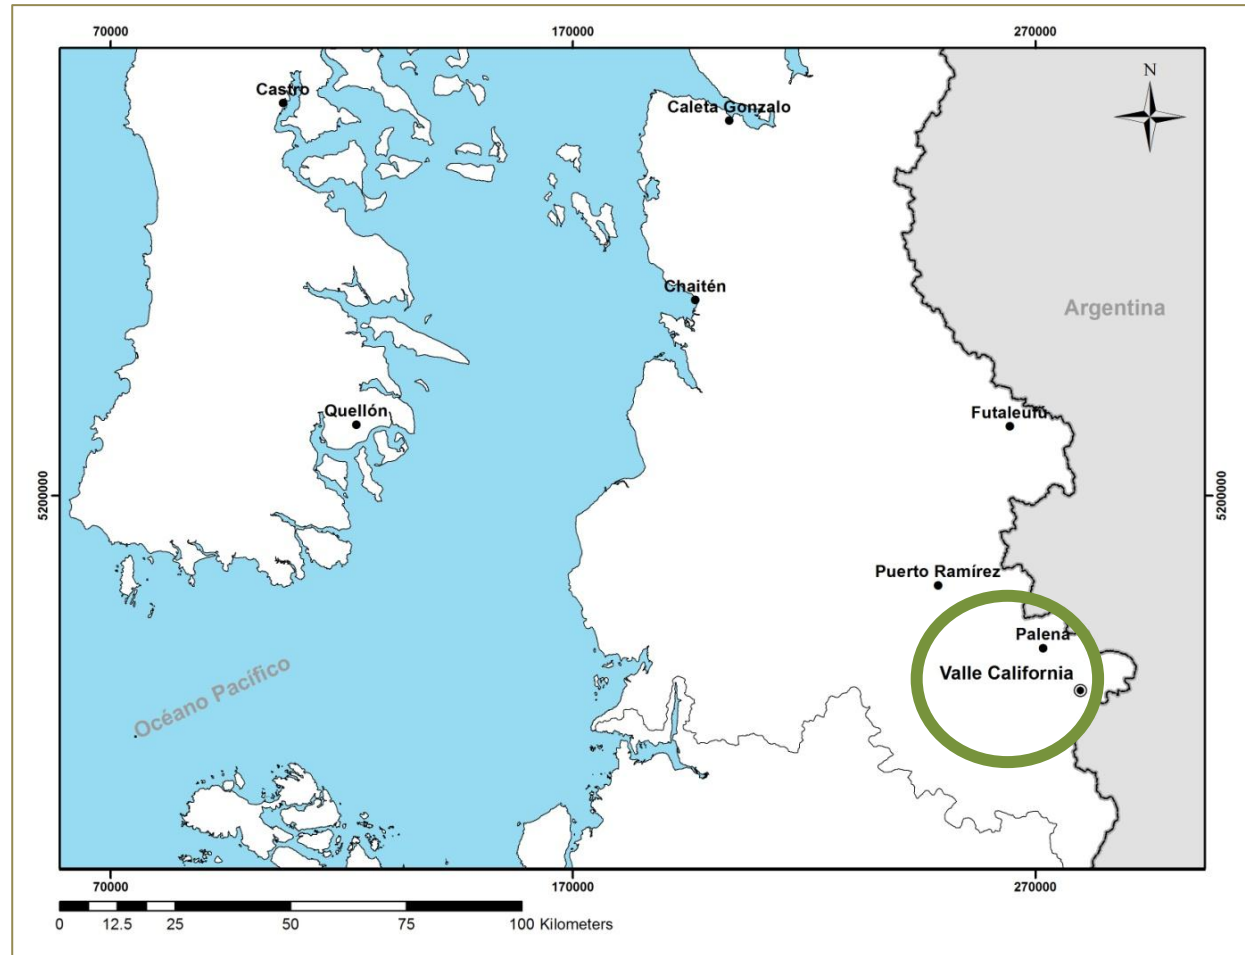 70000 170000 270000
N
Castro
Caleta Gonzalo
Chaitén
Argentina
Quellón
Futaleufú
5200000 5200000
Puerto Ramírez
Palena
Valle California
Océano Pacífico
70000 170000 270000
0 12.5 25 50 75 100 Kilometers